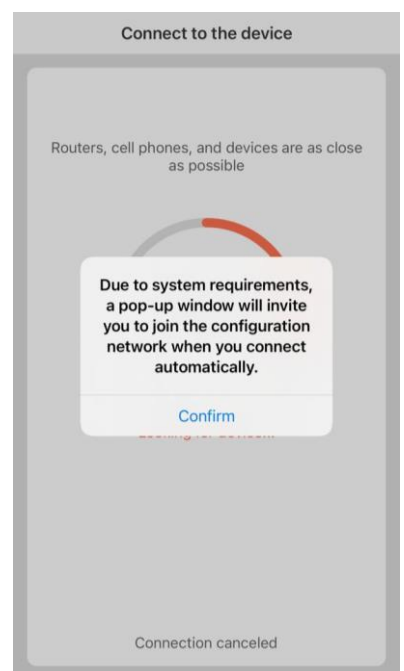 Connect to the device
Routers, cell phones, and devices are as close
as possible
Due to system requirements,
a pop-up window will invite
you to join the configuration
network when you connect
automatically.
Confirm
Connection canceled